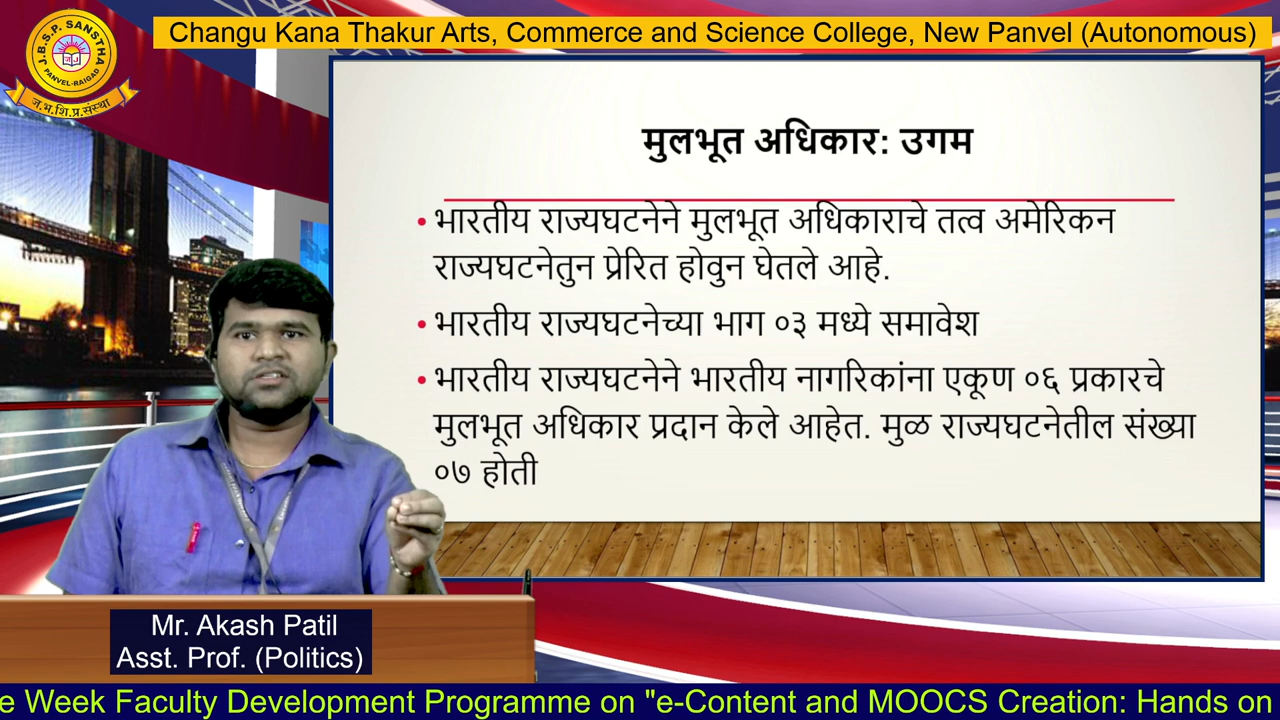 Changu Kana Thakur Arts, Commerce and Science College, New Panvel (Autonomous)
J.B.S.P. SANSTHA
PANVEL-RAIGAD
ज.भ.शि.प्र.संस्था
मुलभूत अधिकार: उगम
• भारतीय राज्यघटनेने मुलभूत अधिकाराचे तत्व अमेरिकन
राज्यघटनेतुन प्रेरित होवुन घेतले आहे.
• भारतीय राज्यघटनेच्या भाग ०३ मध्ये समावेश
• भारतीय राज्यघटनेने भारतीय नागरिकांना एकूण ०६ प्रकारचे
मुलभूत अधिकार प्रदान केले आहेत. मुळ राज्यघटनेतील संख्या
०७ होती
Mr. Akash Patil
Asst. Prof. (Politics)
e Week Faculty Development Programme on "e-Content and MOOCS Creation: Hands on